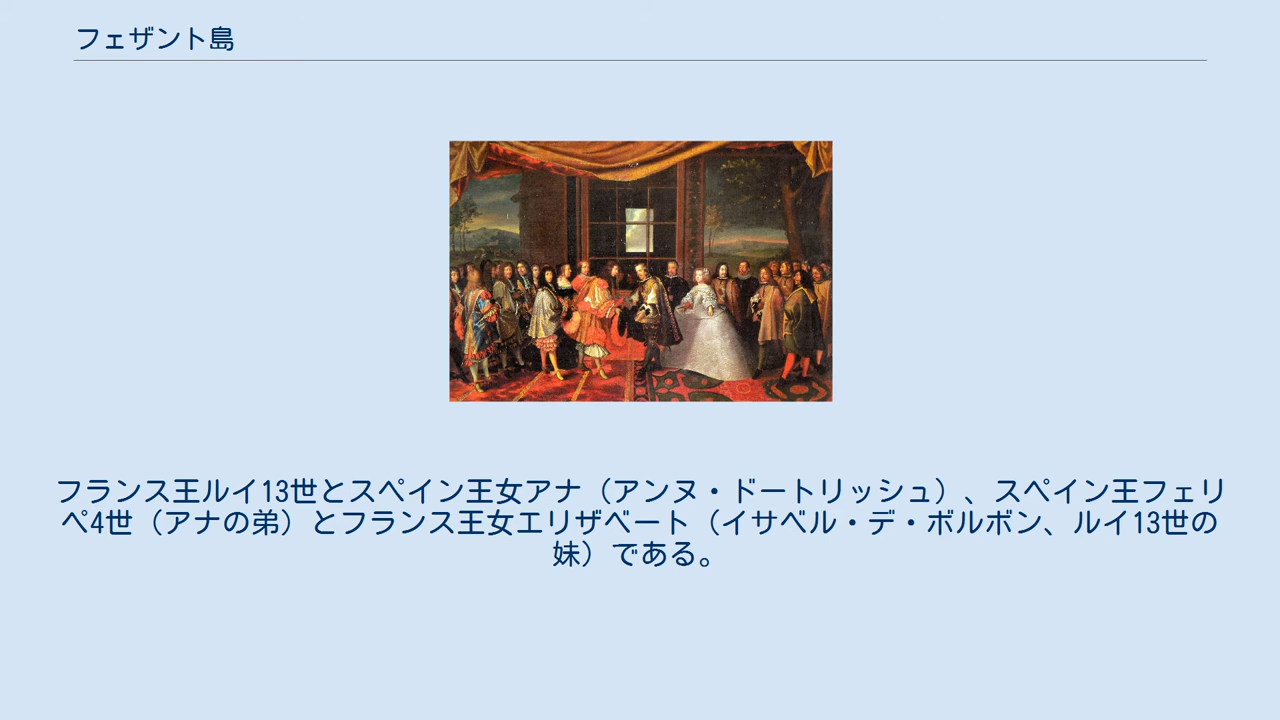 フェザント島
フランス王ルイ13世とスペイン王女アナ（アンヌ・ドートリッシュ）、スペイン王フェリ
ペ4世（アナの弟）とフランス王女エリザベート（イサベル・デ・ボルボン、ルイ13世の
妹）である。